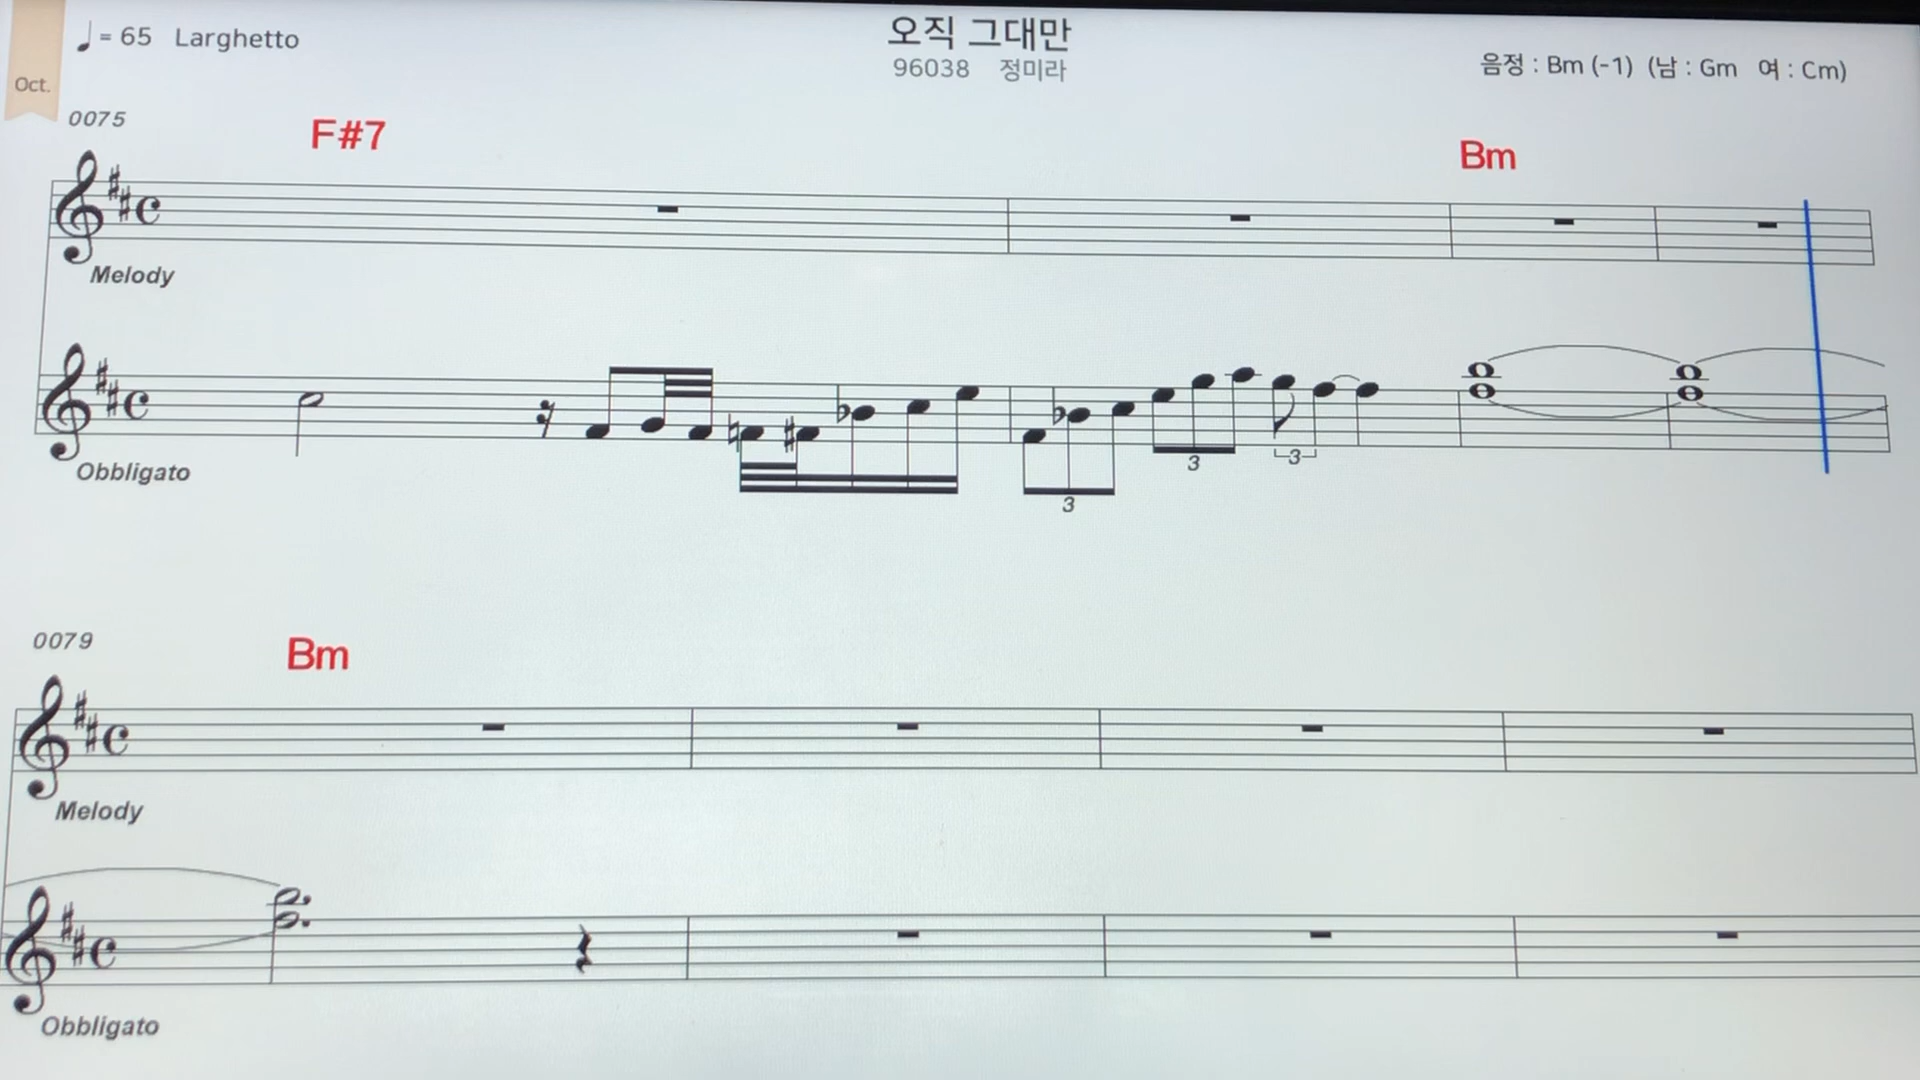 ♩= 65 Larghetto
오직 그대만
96038 정미라
음정 : Bm (-1) (남 : Gm 여 : Cm)
Oct.
0075
F#7
Bm
Melody
Obbligato
3
3
3
0079
Bm
Melody
Obbligato